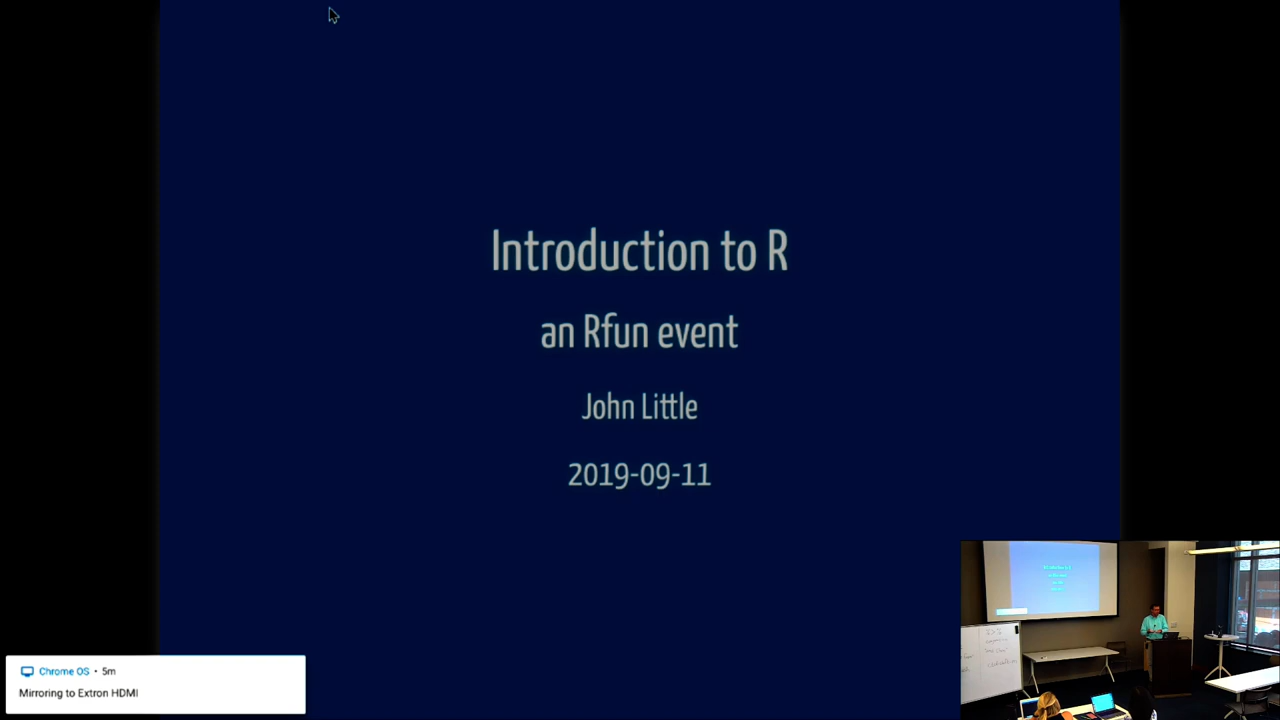 Introduction to R
an Rfun event
John Little
2019-09-11
Chrome OS • 5m
Mirroring to Extron HDMI